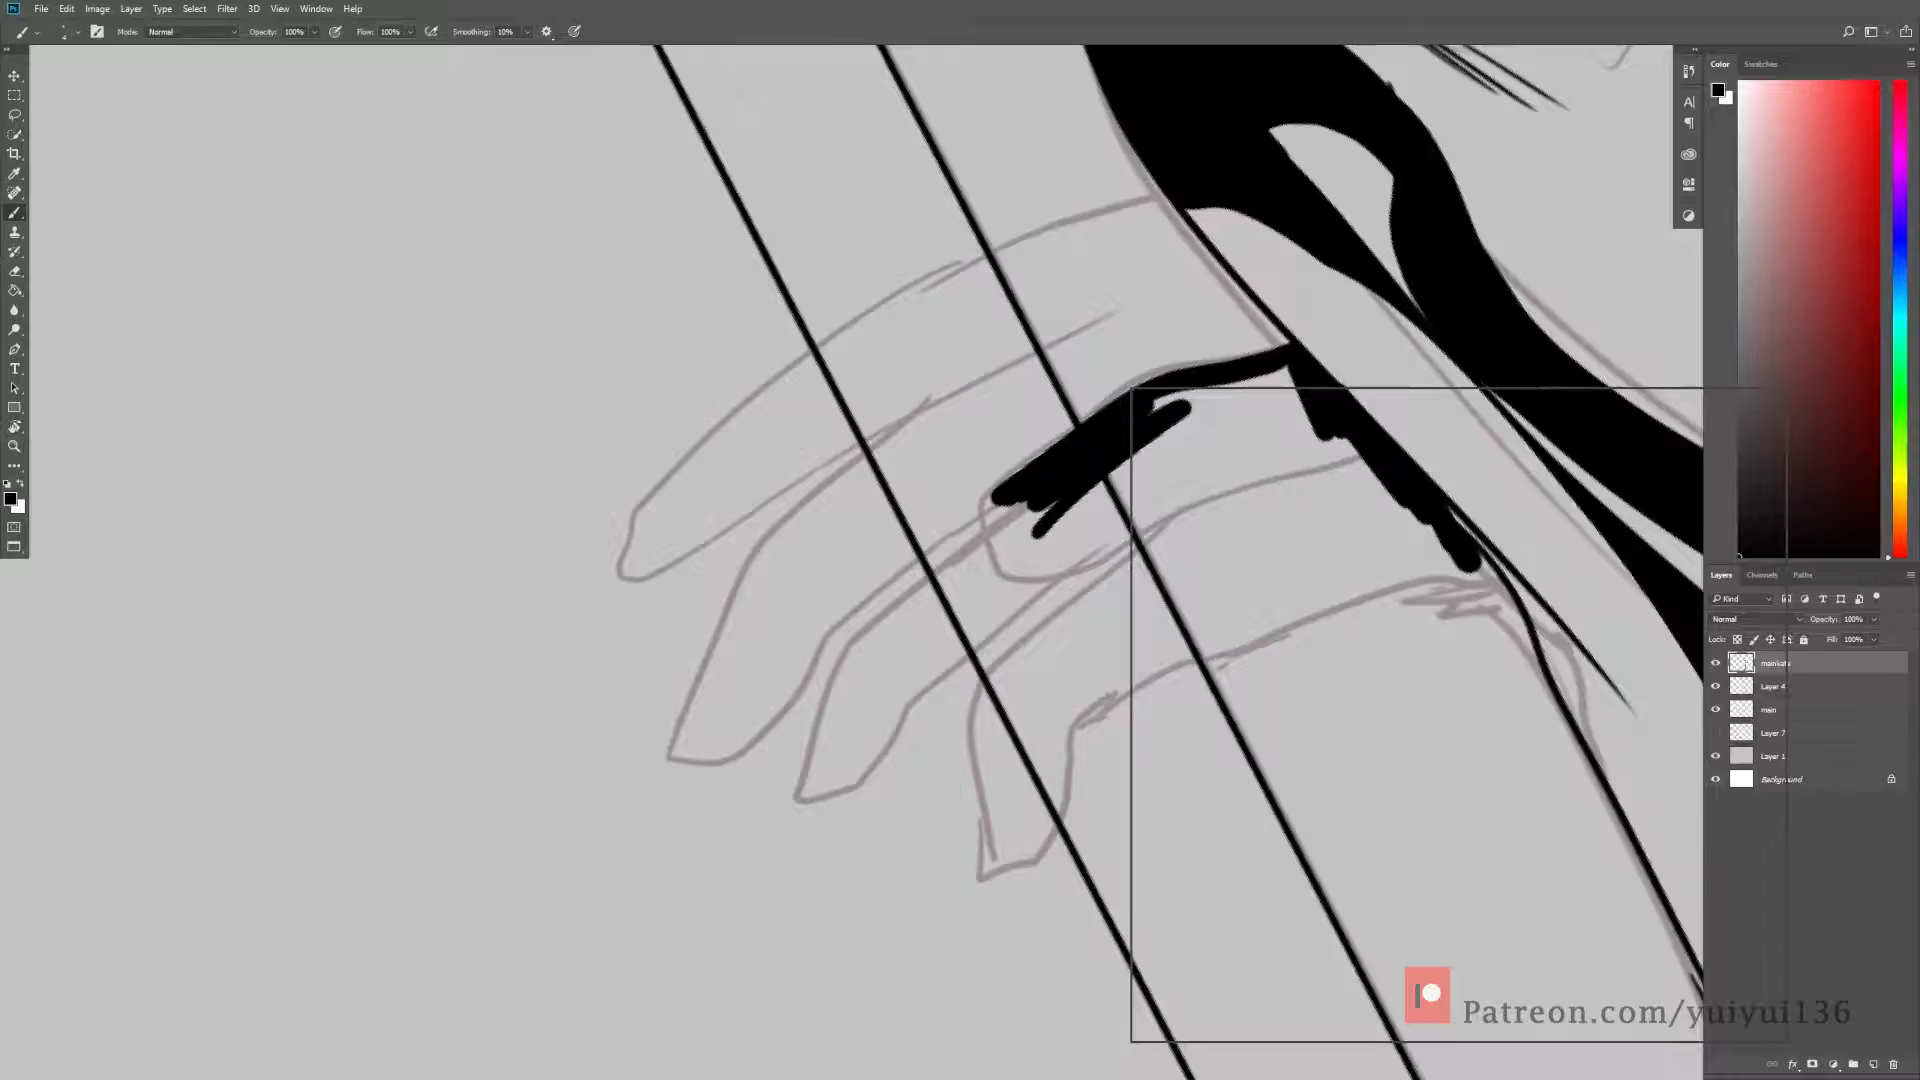 Ps File Edit Image Layer Type Select Filter 3D View Window Help
Mode: Normal Opacity: 100% Flow: 100% Smoothing: 10%
Color Swatches
Layers Channels Paths
Kind
Normal Opacity: 100%
Lock: Fill: 100%
Layer 4
main
Layer 7
Layer 1
Background
fx
Patreon.com/yuiyui136